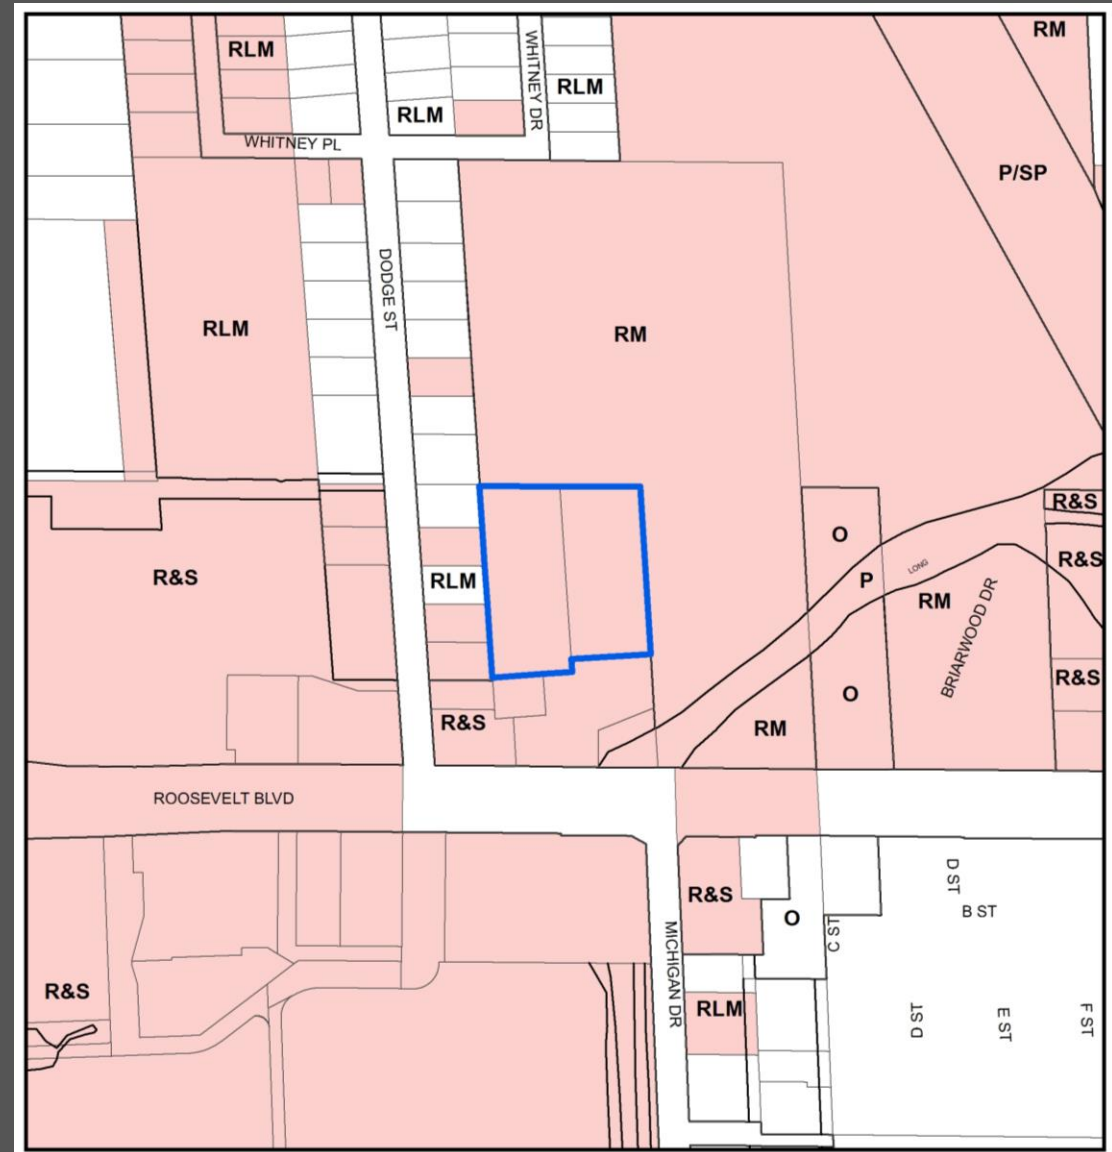 RM
RLM
WHITNEY DR
RLM
RLM
WHITNEY PL
P/SP
DODGE ST
RLM
RM
R&S
O
R&S
LONG
R&S
RLM
P
RM
BRIARWOOD DR
R&S
O
R&S
RM
ROOSEVELT BLVD
D ST
R&S
B ST
O
C ST
MICHIGAN DR
R&S
RLM
D ST
E ST
F ST